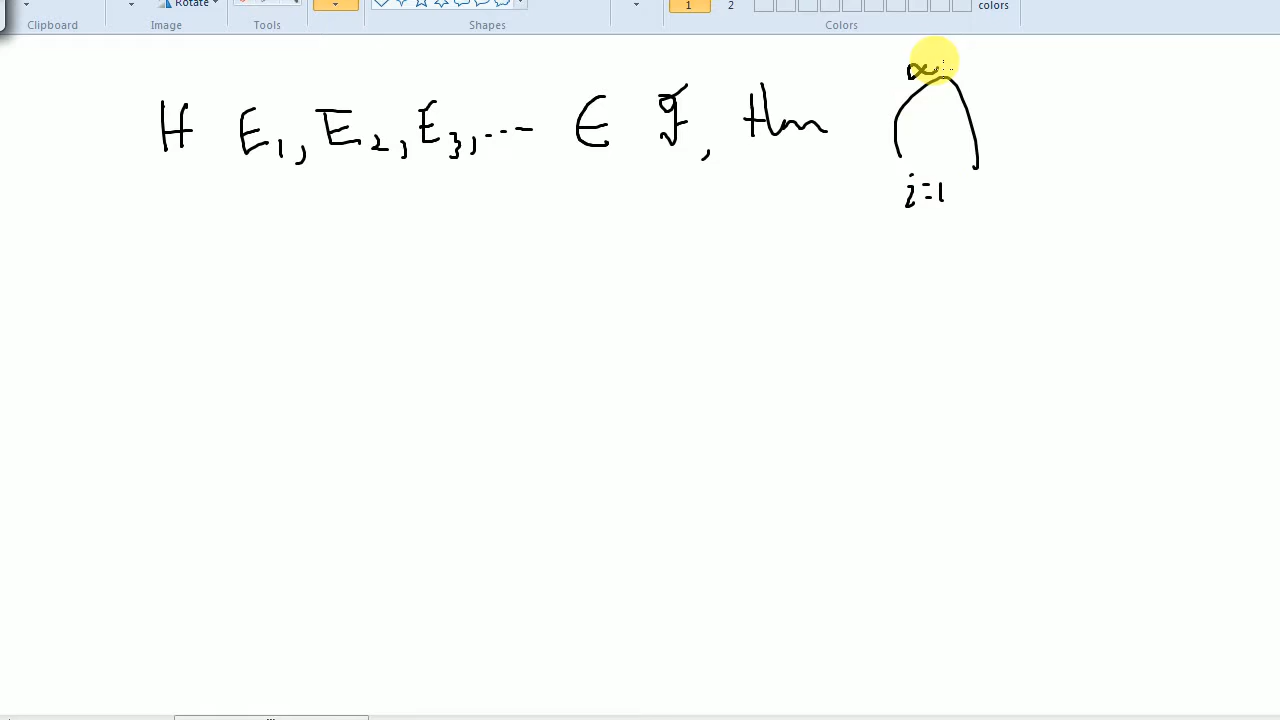 Rotate
1 2 colors
Clipboard Image Tools Shapes Colors
If E₁, E₂, E₃, ... ∈ ℱ, then ⋂
∞
i=1